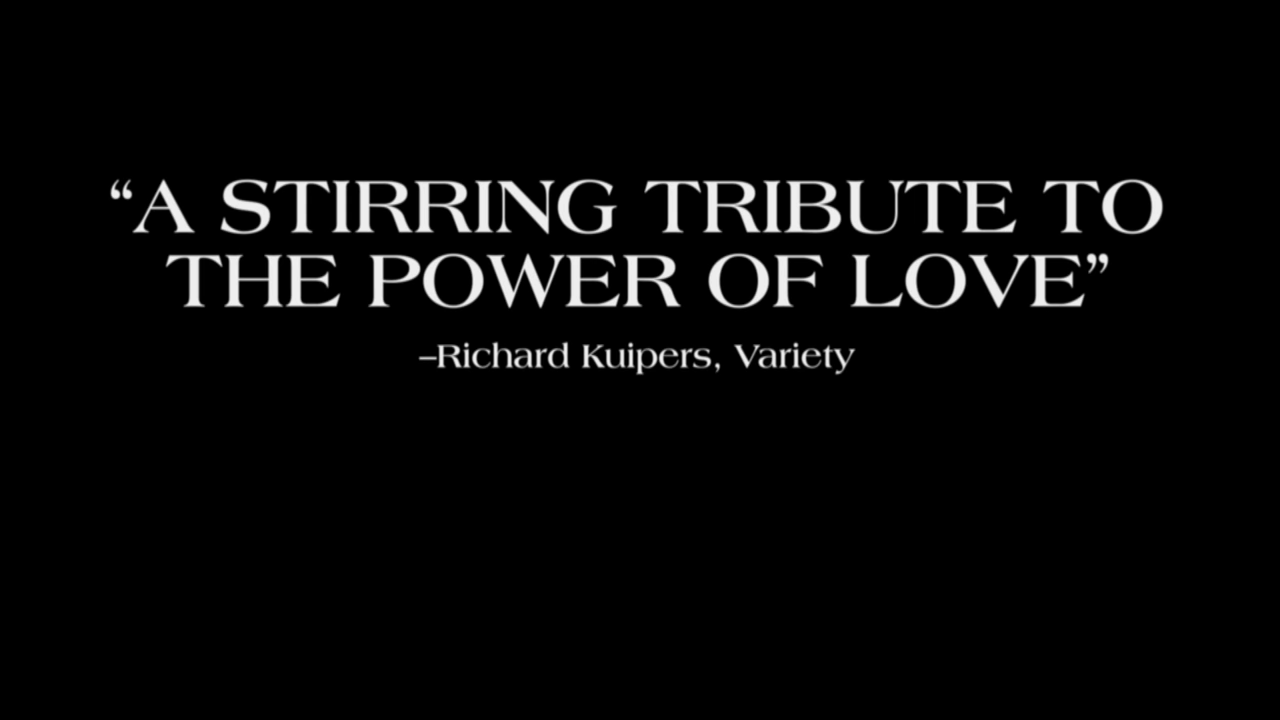 “A STIRRING TRIBUTE TO
THE POWER OF LOVE”
–Richard Kuipers, Variety